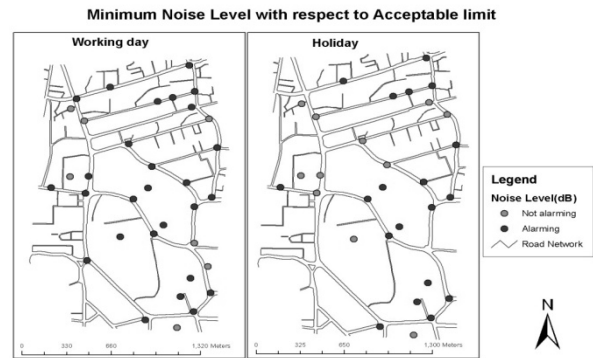 Minimum Noise Level with respect to Acceptable limit
Working day
Holiday
Legend
Noise Level(dB)
Not alarming
Alarming
Road Network
N
0 330 660 1,320 Meters
0 325 650 1,300 Meters